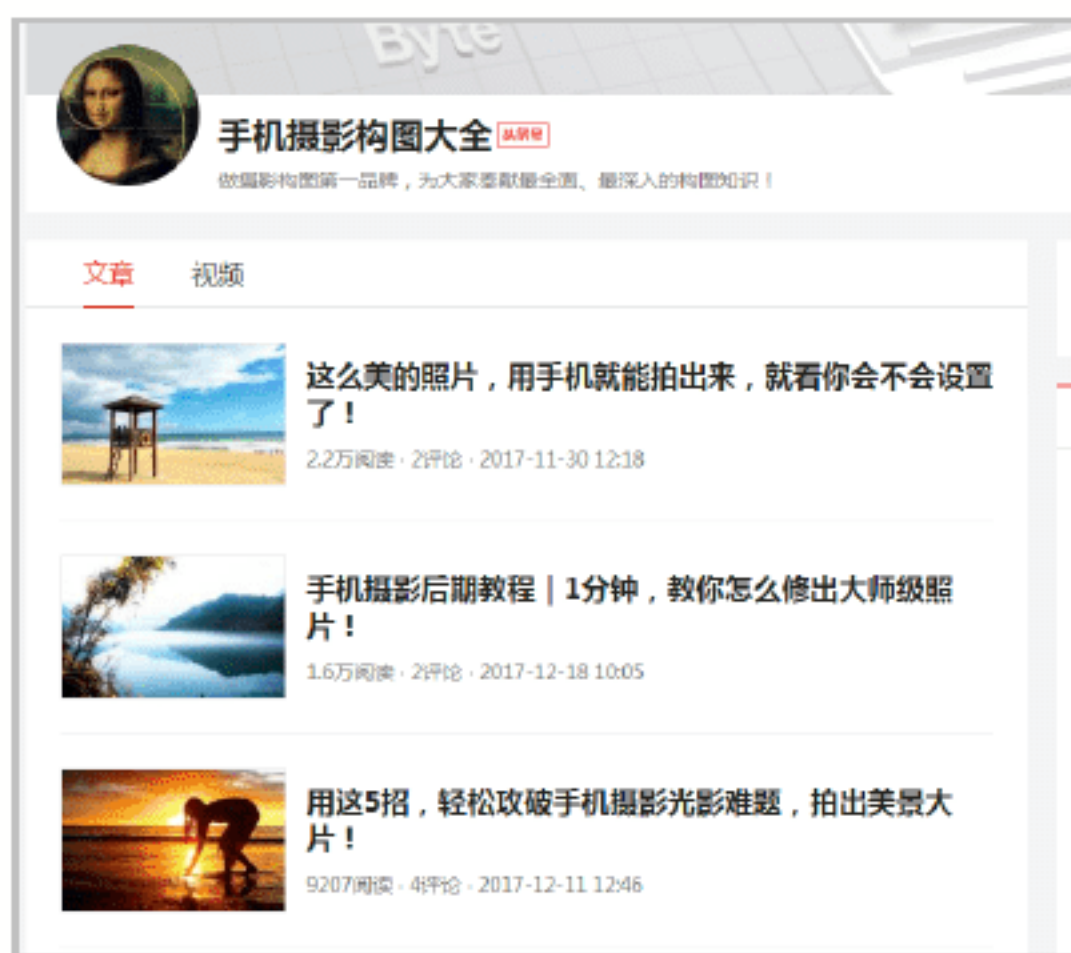 Byte
手机摄影构图大全 头条号
做摄影构图第一品牌，为大家奉献最全面、最深入的构图知识！
文章 视频
这么美的照片，用手机就能拍出来，就看你会不会设置
了！
2.2万阅读 · 2评论 · 2017-11-30 12:18
手机摄影后期教程｜1分钟，教你怎么修出大师级照
片！
1.6万阅读 · 2评论 · 2017-12-18 10:05
用这5招，轻松攻破手机摄影光影难题，拍出美景大
片！
9207阅读 · 4评论 · 2017-12-11 12:46